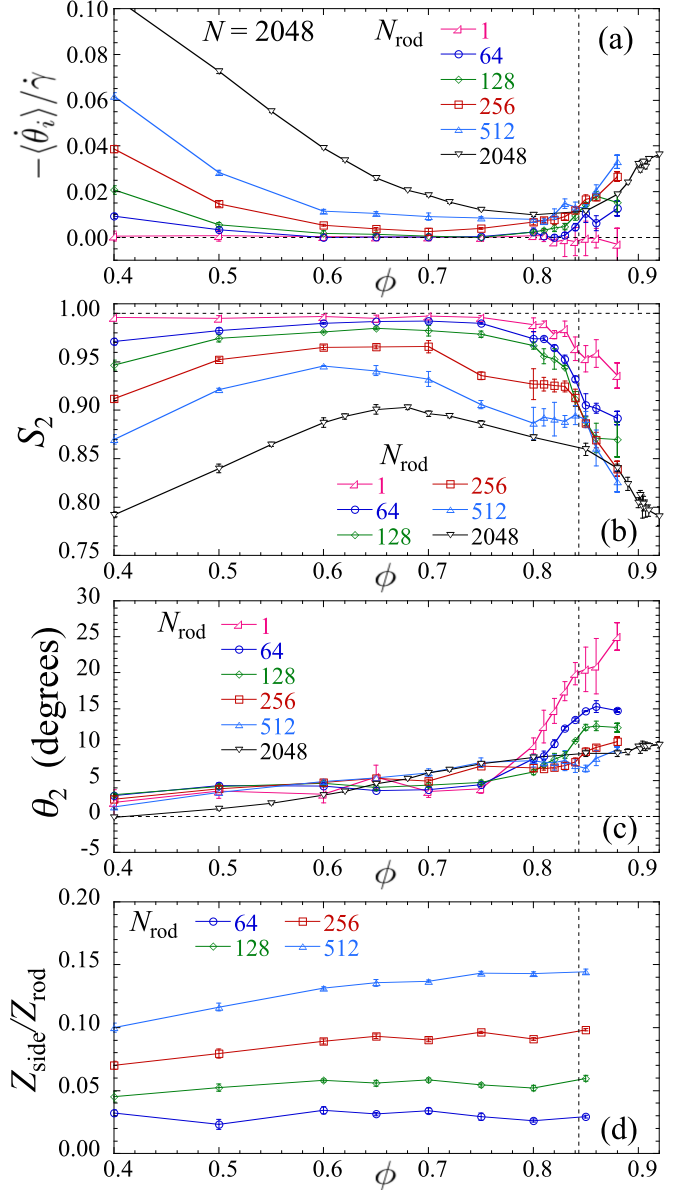 0.10
N = 2048
N_rod
(a)
1
64
128
256
512
2048
−⟨θ̇_i⟩/γ̇
0.08
0.06
0.04
0.02
0.00
0.4 0.5 0.6 0.7 0.8 0.9
ϕ
1.00
0.95
0.90
0.85
0.80
0.75
S_2
N_rod
1 256
64 512
128 2048
(b)
0.4 0.5 0.6 0.7 0.8 0.9
ϕ
30
25
20
15
10
5
0
-5
θ_2 (degrees)
N_rod
1
64
128
256
512
2048
(c)
0.4 0.5 0.6 0.7 0.8 0.9
ϕ
0.20
0.15
0.10
0.05
0.00
Z_side/Z_rod
N_rod
64 256
128 512
(d)
0.4 0.5 0.6 0.7 0.8 0.9
ϕ